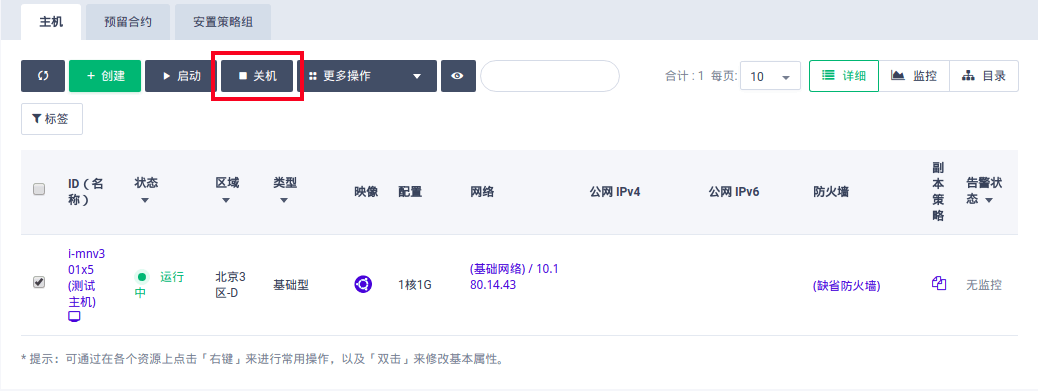 主机 预留合约 安置策略组
创建 启动 关机 更多操作 合计 : 1 每页: 10 详细 监控 目录
标签
ID（名称） 状态 区域 类型 映像 配置 网络 公网 IPv4 公网 IPv6 防火墙 副本策略 告警状态
i-mnv3
01x5
(测试
主机)
运行
中
北京3
区-D
基础型
1核1G
(基础网络) / 10.1
80.14.43
(缺省防火墙)
无监控
* 提示：可通过在各个资源上点击「右键」来进行常用操作，以及「双击」来修改基本属性。